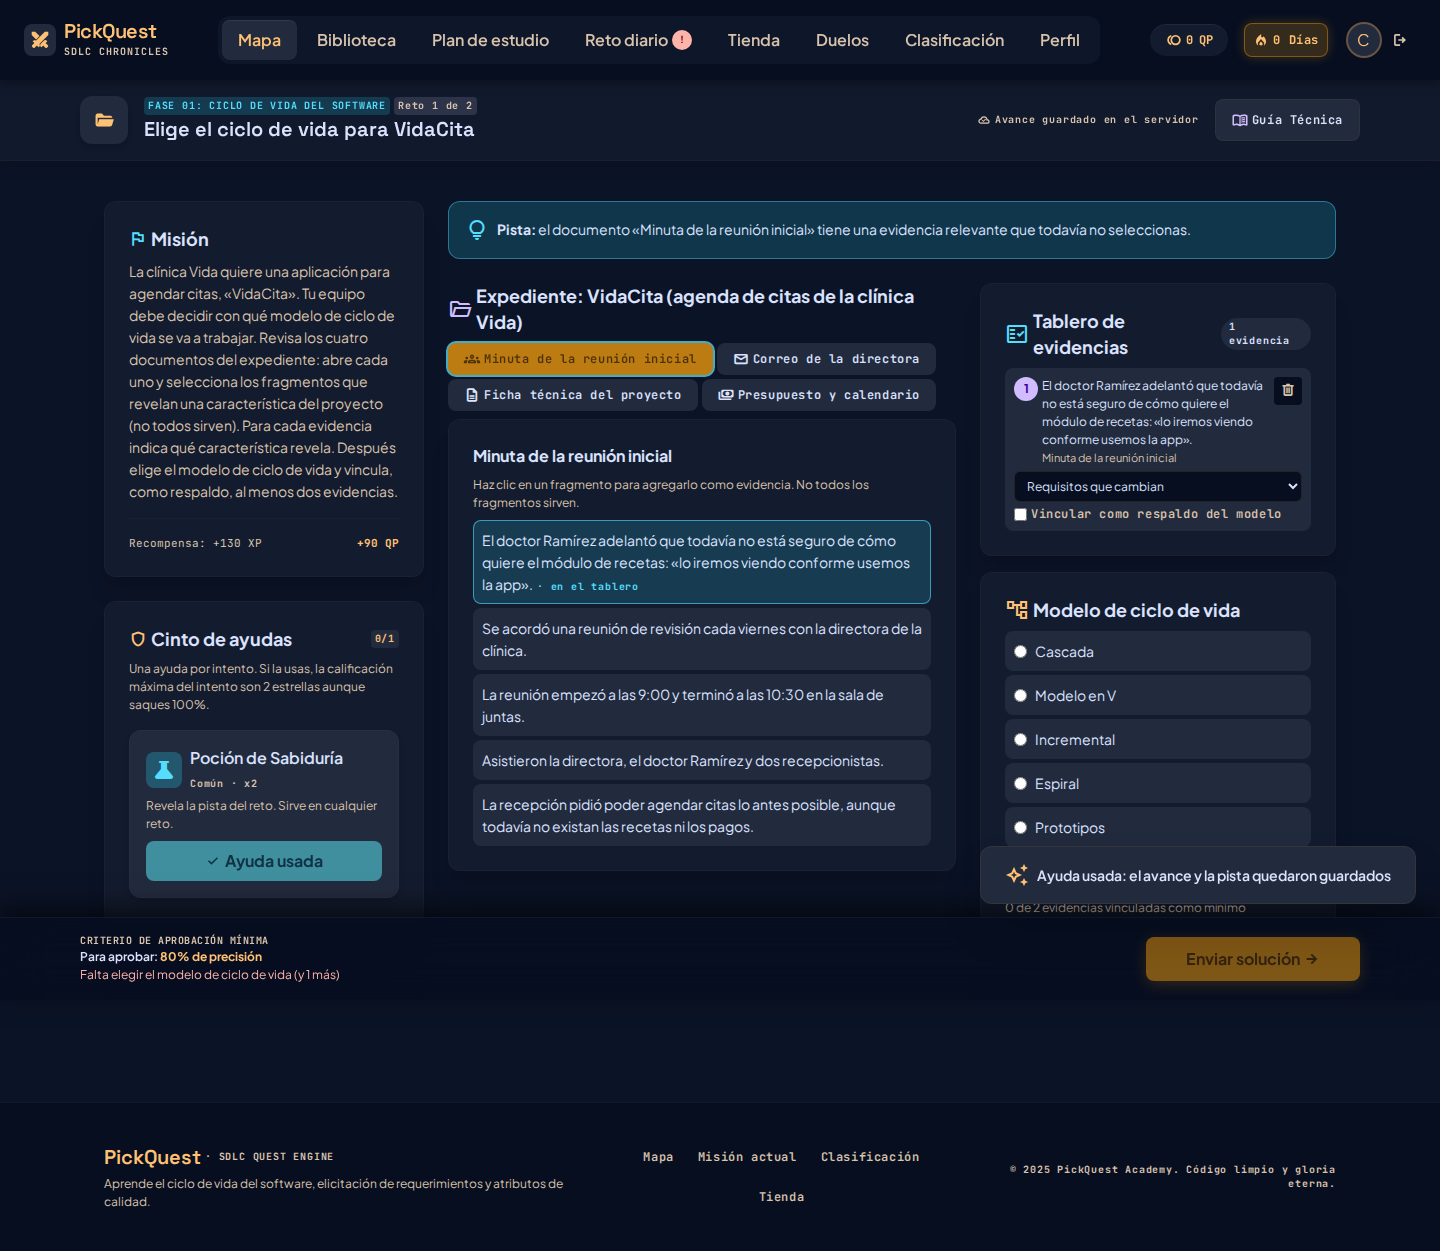 PickQuest
SDLC CHRONICLES
Mapa
Biblioteca
Plan de estudio
Reto diario !
Tienda
Duelos
Clasificación
Perfil
0 QP
0 Días
C
FASE 01: CICLO DE VIDA DEL SOFTWARE
Reto 1 de 2
Elige el ciclo de vida para VidaCita
Avance guardado en el servidor
Guía Técnica
Misión
La clínica Vida quiere una aplicación para
agendar citas, «VidaCita». Tu equipo
debe decidir con qué modelo de ciclo de
vida se va a trabajar. Revisa los cuatro
documentos del expediente: abre cada
uno y selecciona los fragmentos que
revelan una característica del proyecto
(no todos sirven). Para cada evidencia
indica qué característica revela. Después
elige el modelo de ciclo de vida y vincula,
como respaldo, al menos dos evidencias.
Recompensa: +130 XP
+90 QP
Cinto de ayudas
0/1
Una ayuda por intento. Si la usas, la calificación
máxima del intento son 2 estrellas aunque
saques 100%.
Poción de Sabiduría
Común · x2
Revela la pista del reto. Sirve en cualquier
reto.
Ayuda usada
Pista: el documento «Minuta de la reunión inicial» tiene una evidencia relevante que todavía no seleccionas.
Expediente: VidaCita (agenda de citas de la clínica
Vida)
Minuta de la reunión inicial
Correo de la directora
Ficha técnica del proyecto
Presupuesto y calendario
Minuta de la reunión inicial
Haz clic en un fragmento para agregarlo como evidencia. No todos los
fragmentos sirven.
El doctor Ramírez adelantó que todavía no está seguro de cómo
quiere el módulo de recetas: «lo iremos viendo conforme usemos
la app». · en el tablero
Se acordó una reunión de revisión cada viernes con la directora de la
clínica.
La reunión empezó a las 9:00 y terminó a las 10:30 en la sala de
juntas.
Asistieron la directora, el doctor Ramírez y dos recepcionistas.
La recepción pidió poder agendar citas lo antes posible, aunque
todavía no existan las recetas ni los pagos.
Tablero de
evidencias
1
evidencia
1
El doctor Ramírez adelantó que todavía
no está seguro de cómo quiere el
módulo de recetas: «lo iremos viendo
conforme usemos la app».
Minuta de la reunión inicial
Requisitos que cambian
Vincular como respaldo del modelo
Modelo de ciclo de vida
Cascada
Modelo en V
Incremental
Espiral
Prototipos
Ayuda usada: el avance y la pista quedaron guardados
0 de 2 evidencias vinculadas como mínimo
CRITERIO DE APROBACIÓN MÍNIMA
Para aprobar: 80% de precisión
Falta elegir el modelo de ciclo de vida (y 1 más)
Enviar solución
PickQuest · SDLC QUEST ENGINE
Aprende el ciclo de vida del software, elicitación de requerimientos y atributos de
calidad.
Mapa
Misión actual
Clasificación
Tienda
© 2025 PickQuest Academy. Código limpio y gloria
eterna.